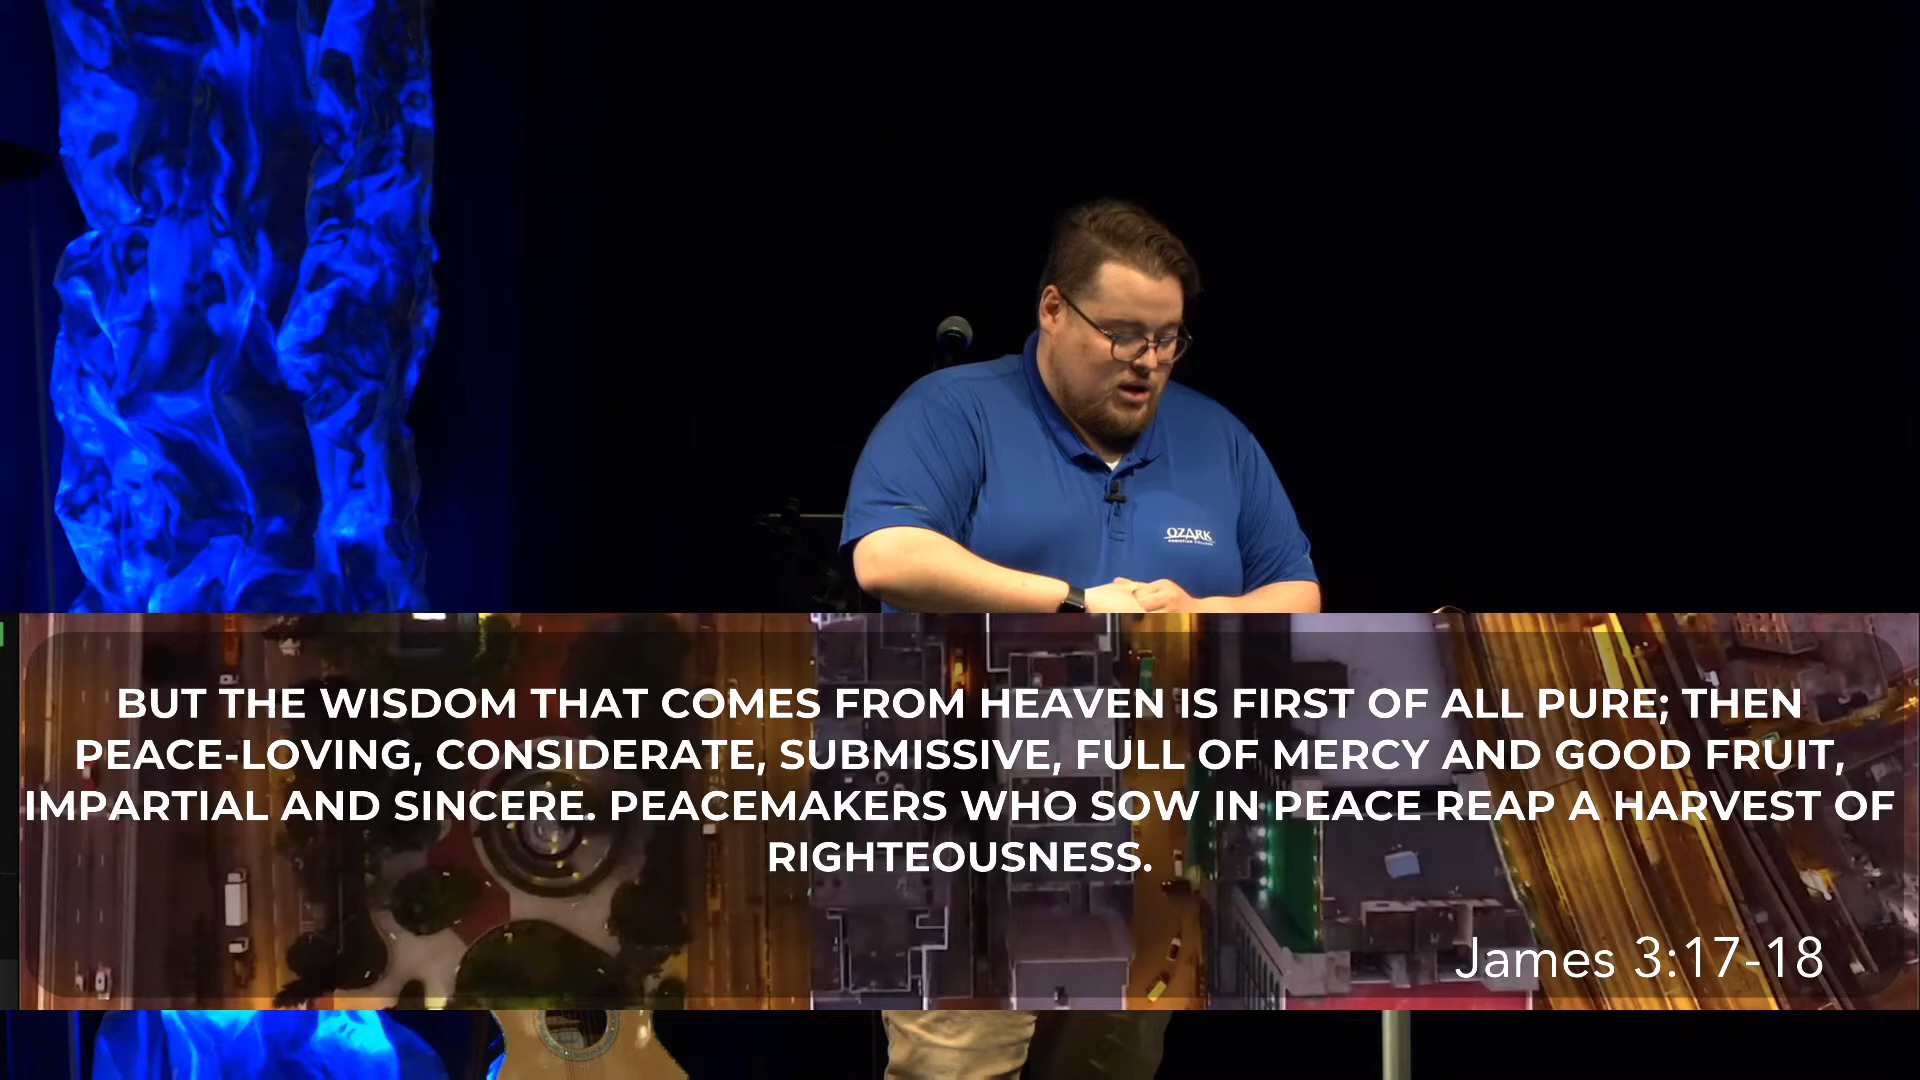 OZARK
CHRISTIAN COLLEGE
BUT THE WISDOM THAT COMES FROM HEAVEN IS FIRST OF ALL PURE; THEN
PEACE-LOVING, CONSIDERATE, SUBMISSIVE, FULL OF MERCY AND GOOD FRUIT,
IMPARTIAL AND SINCERE. PEACEMAKERS WHO SOW IN PEACE REAP A HARVEST OF
RIGHTEOUSNESS.
James 3:17-18